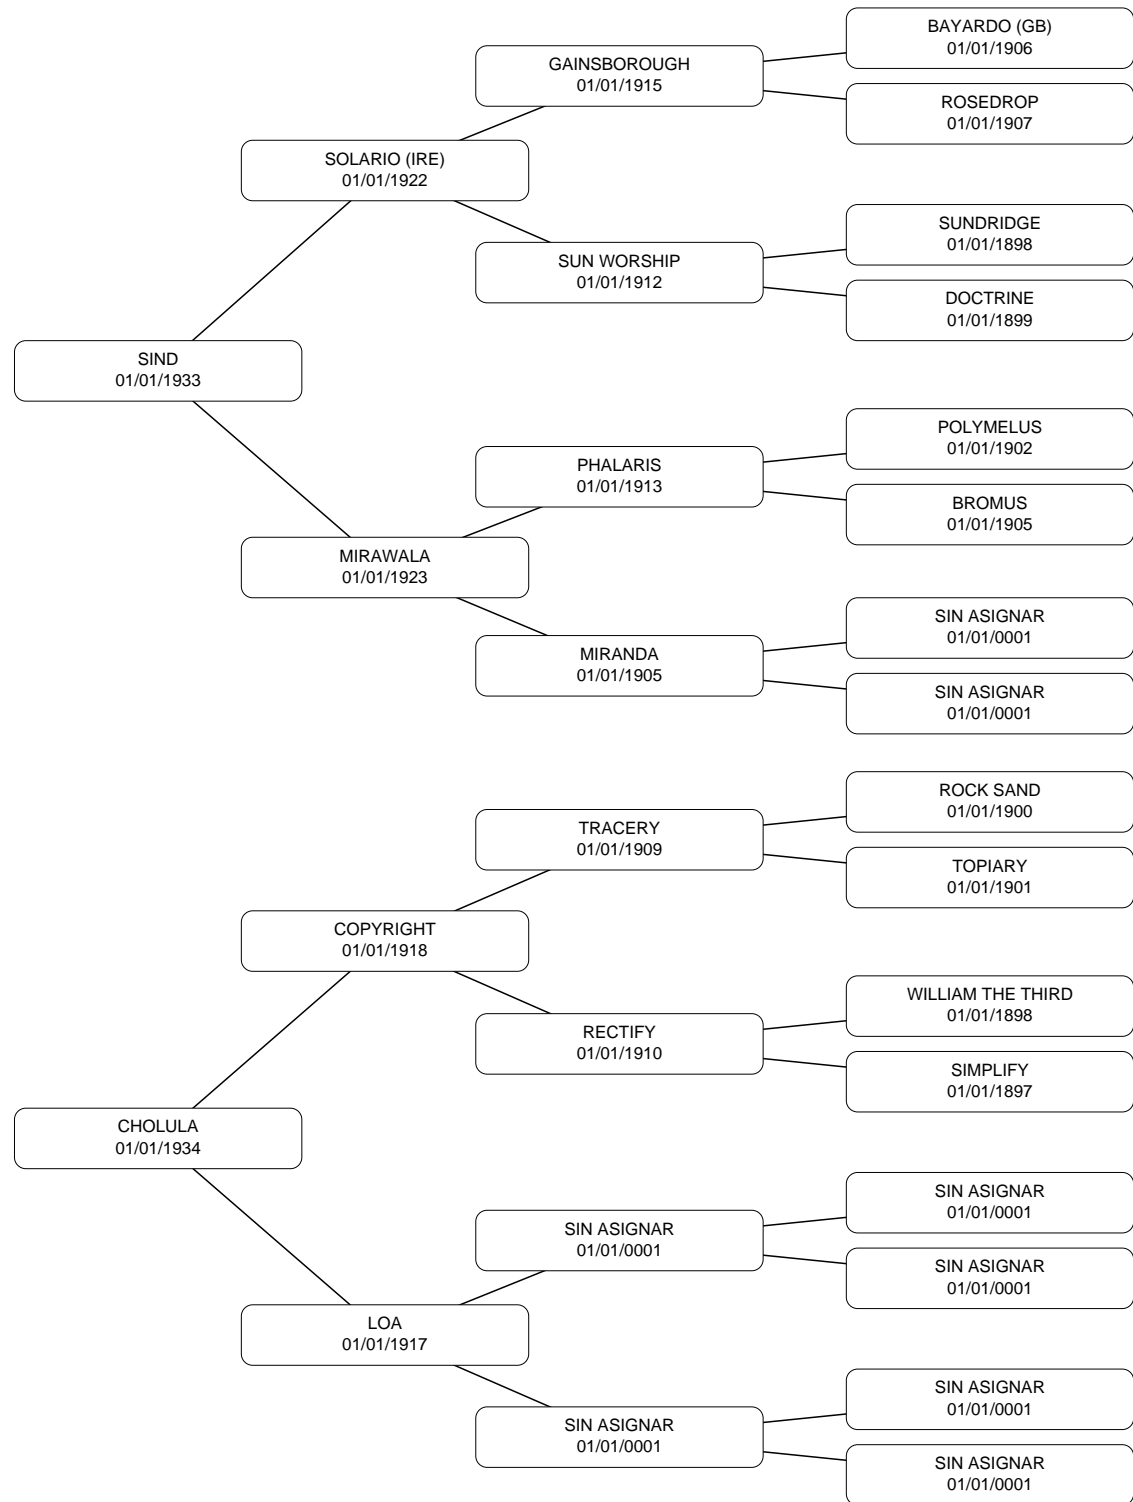 BAYARDO (GB)
01/01/1906
GAINSBOROUGH
01/01/1915
ROSEDROP
01/01/1907
SOLARIO (IRE)
01/01/1922
SUNDRIDGE
01/01/1898
SUN WORSHIP
01/01/1912
DOCTRINE
01/01/1899
SIND
01/01/1933
POLYMELUS
01/01/1902
PHALARIS
01/01/1913
BROMUS
01/01/1905
MIRAWALA
01/01/1923
SIN ASIGNAR
01/01/0001
MIRANDA
01/01/1905
SIN ASIGNAR
01/01/0001
ROCK SAND
01/01/1900
TRACERY
01/01/1909
TOPIARY
01/01/1901
COPYRIGHT
01/01/1918
WILLIAM THE THIRD
01/01/1898
RECTIFY
01/01/1910
SIMPLIFY
01/01/1897
CHOLULA
01/01/1934
SIN ASIGNAR
01/01/0001
SIN ASIGNAR
01/01/0001
SIN ASIGNAR
01/01/0001
LOA
01/01/1917
SIN ASIGNAR
01/01/0001
SIN ASIGNAR
01/01/0001
SIN ASIGNAR
01/01/0001